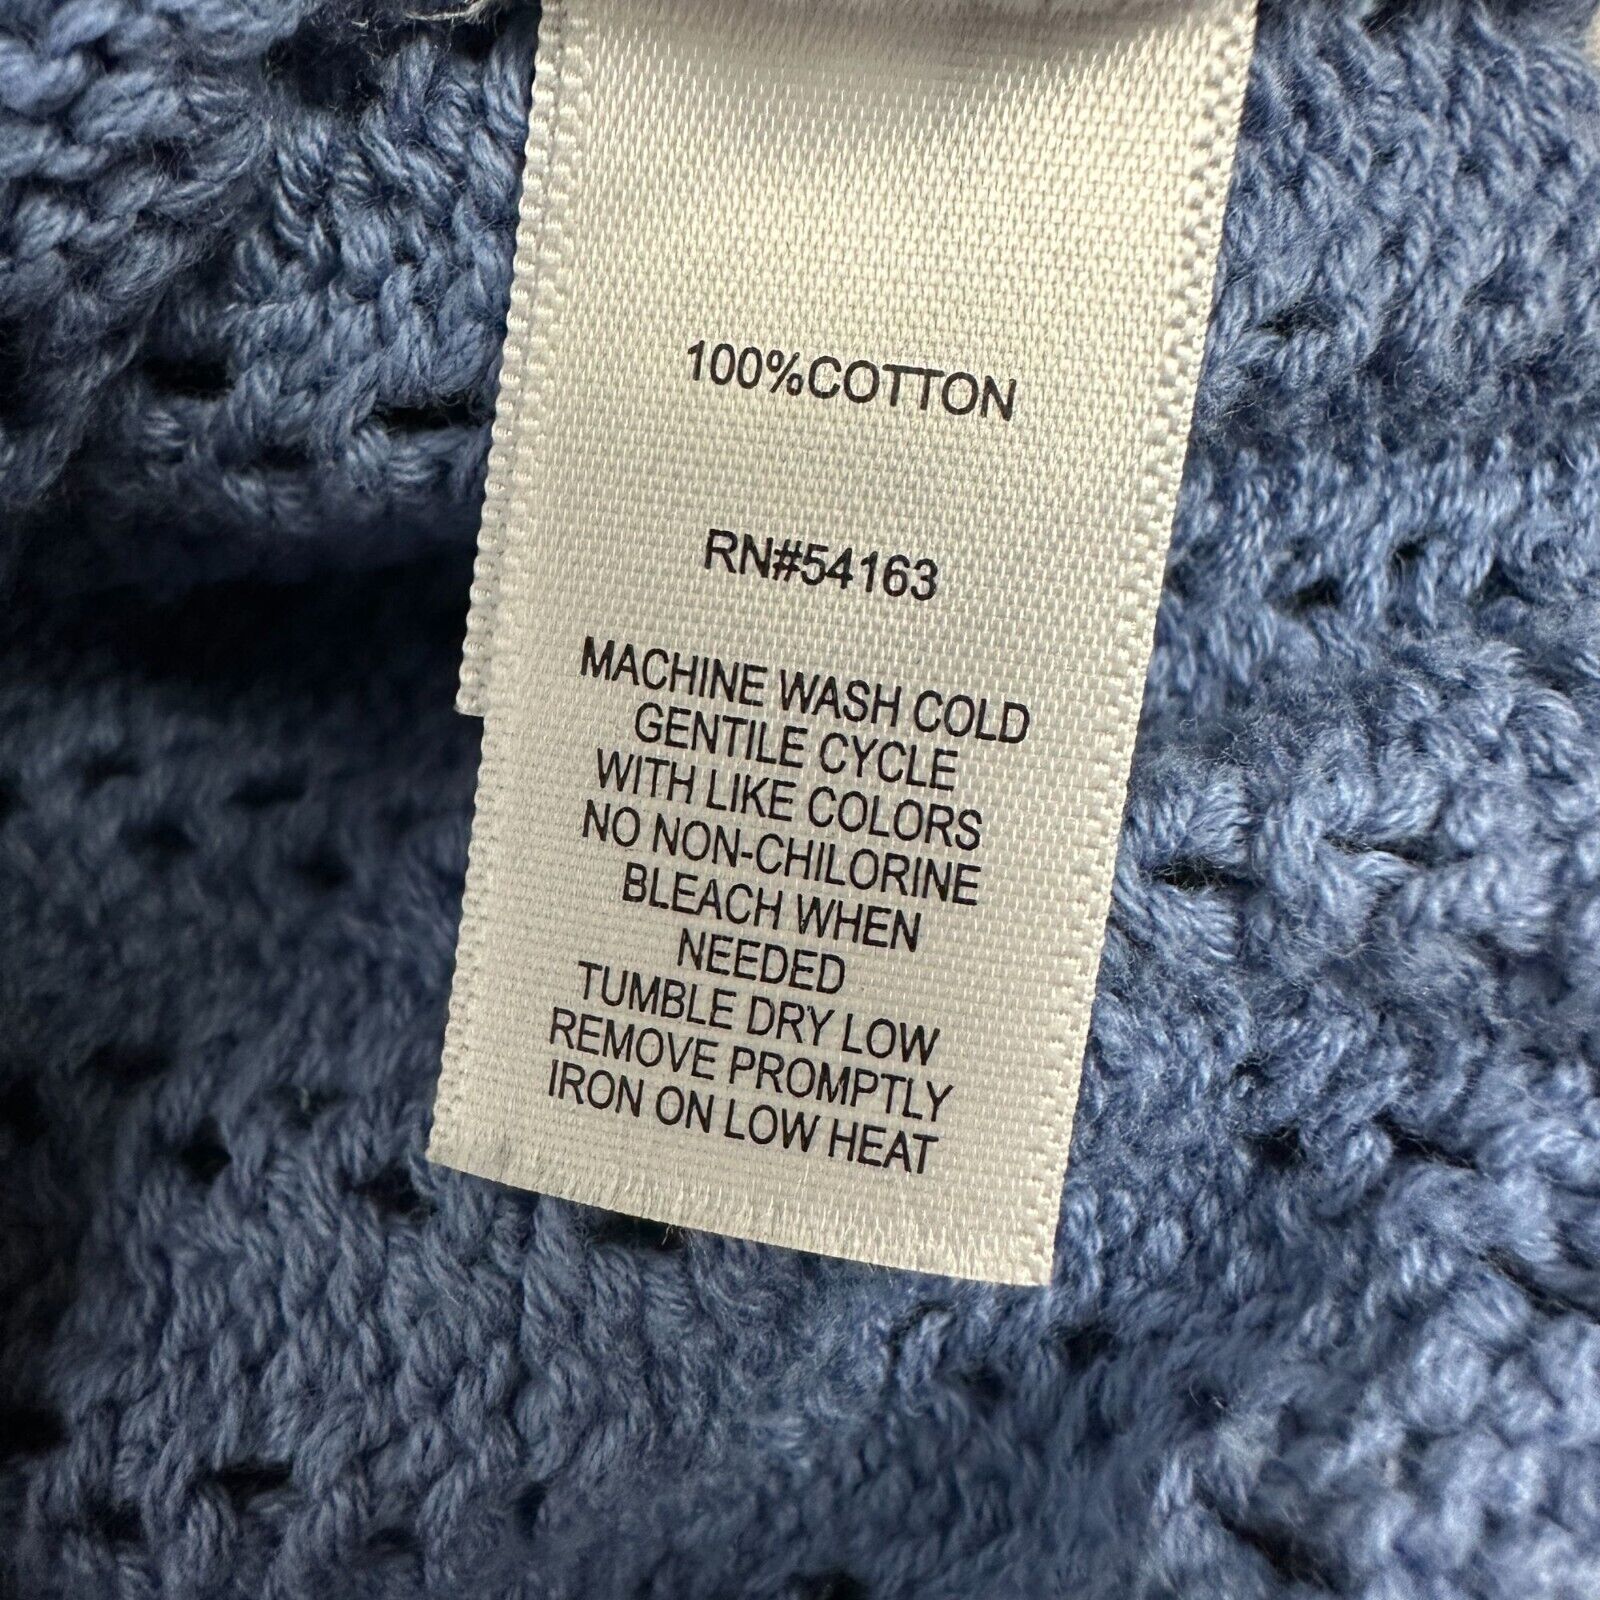 100%COTTON
RN#54163
MACHINE WASH COLD
GENTILE CYCLE
WITH LIKE COLORS
NO NON-CHILORINE
BLEACH WHEN
NEEDED
TUMBLE DRY LOW
REMOVE PROMPTLY
IRON ON LOW HEAT